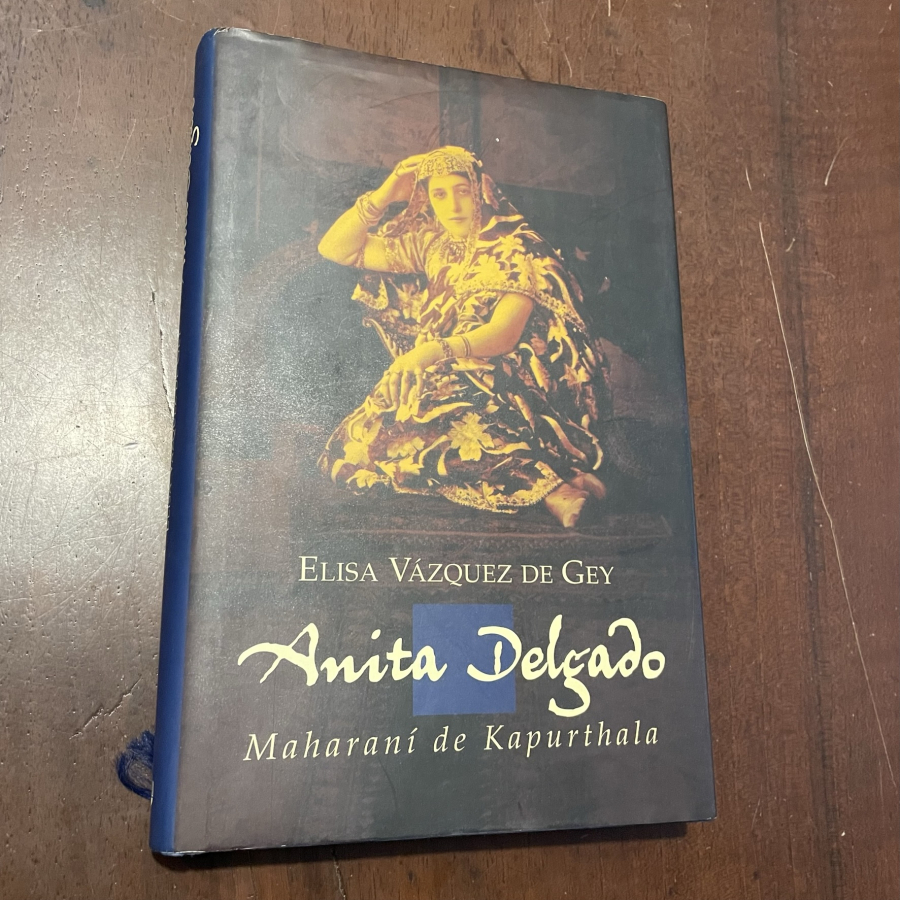 ELISA VÁZQUEZ DE GEY
Anita Delgado
Maharaní de Kapurthala